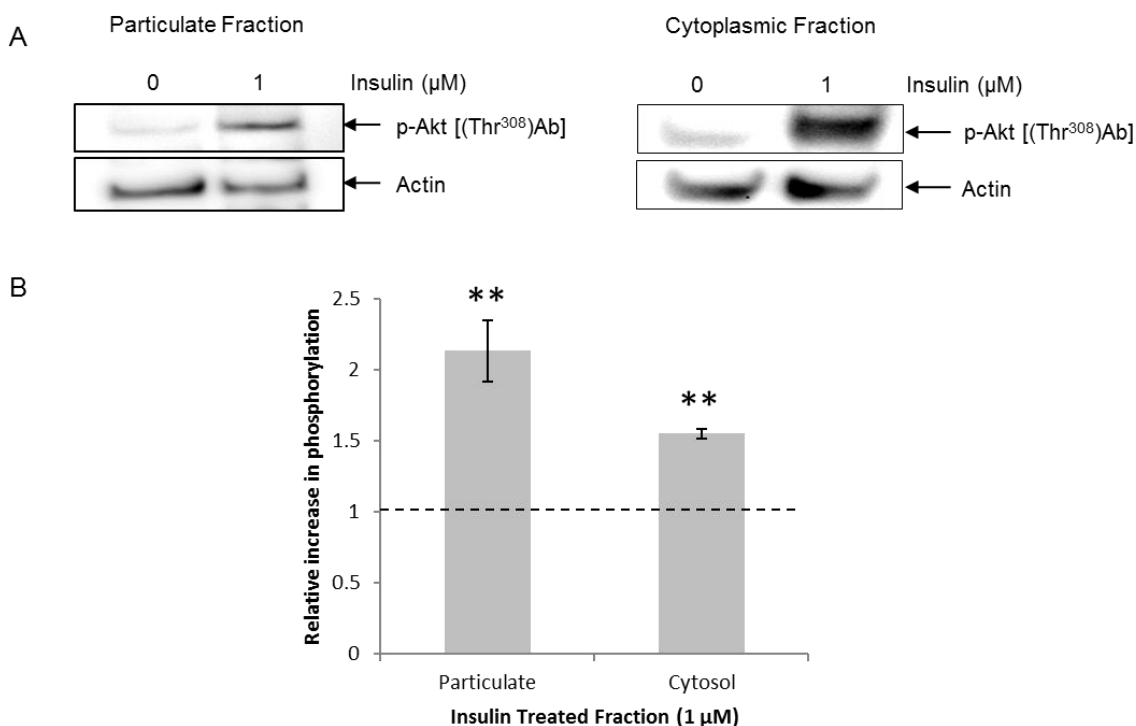 A
Particulate Fraction
0 1 Insulin (µM)
p-Akt [(Thr³⁰⁸)Ab]
Actin
Cytoplasmic Fraction
0 1 Insulin (µM)
p-Akt [(Thr³⁰⁸)Ab]
Actin
B
Relative increase in phosphorylation
2.5
2
1.5
1
0.5
0
**
**
Particulate Cytosol
Insulin Treated Fraction (1 µM)